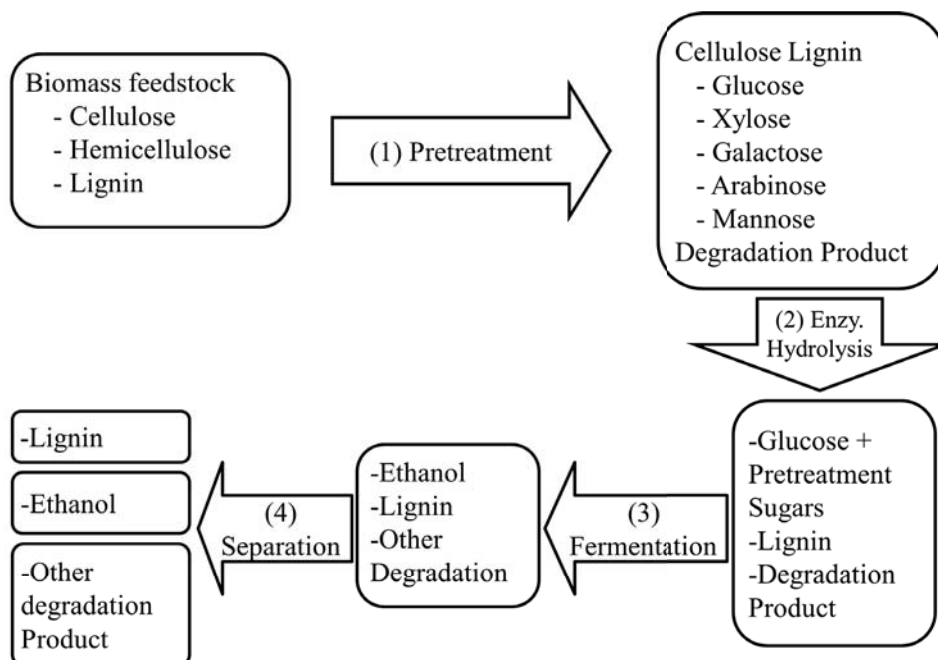 Biomass feedstock
- Cellulose
- Hemicellulose
- Lignin
(1) Pretreatment
Cellulose Lignin
- Glucose
- Xylose
- Galactose
- Arabinose
- Mannose
Degradation Product
(2) Enzy.
Hydrolysis
-Glucose +
Pretreatment
Sugars
-Lignin
-Degradation
Product
(3)
Fermentation
-Ethanol
-Lignin
-Other
Degradation
(4)
Separation
-Lignin
-Ethanol
-Other
degradation
Product